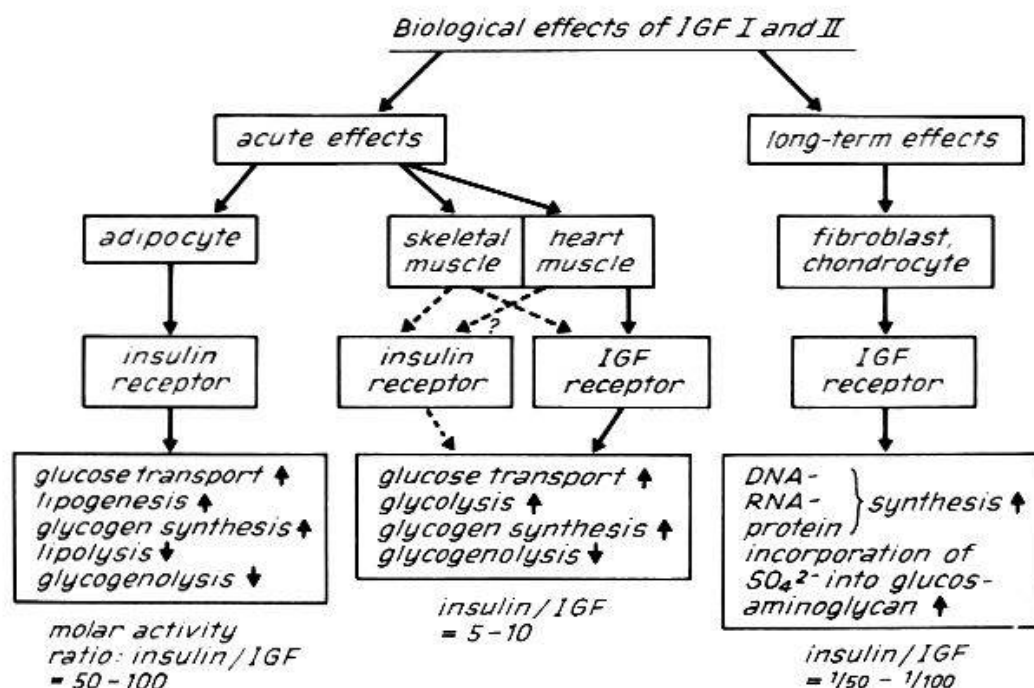 Biological effects of IGF I and II
acute effects
long-term effects
adipocyte
skeletal
muscle
heart
muscle
fibroblast,
chondrocyte
?
insulin
receptor
insulin
receptor
IGF
receptor
IGF
receptor
glucose transport ↑
lipogenesis ↑
glycogen synthesis ↑
lipolysis ↓
glycogenolysis ↓
glucose transport ↑
glycolysis ↑
glycogen synthesis ↑
glycogenolysis ↓
DNA-
RNA- } synthesis ↑
protein
incorporation of
SO₄²⁻ into glucos-
aminoglycan ↑
molar activity
ratio: insulin/IGF
= 50 - 100
insulin/IGF
= 5 - 10
insulin/IGF
= 1/50 - 1/100